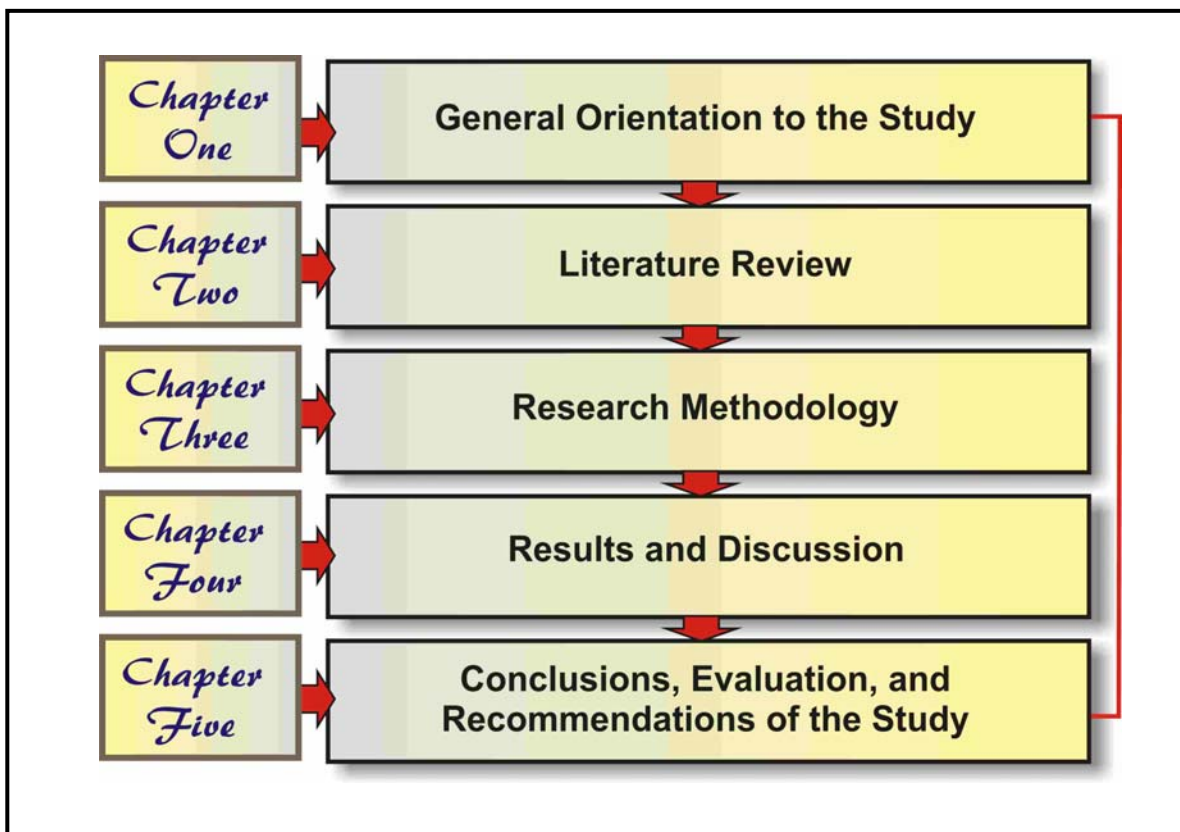 Chapter
One
General Orientation to the Study
Chapter
Two
Literature Review
Chapter
Three
Research Methodology
Chapter
Four
Results and Discussion
Chapter
Five
Conclusions, Evaluation, and
Recommendations of the Study